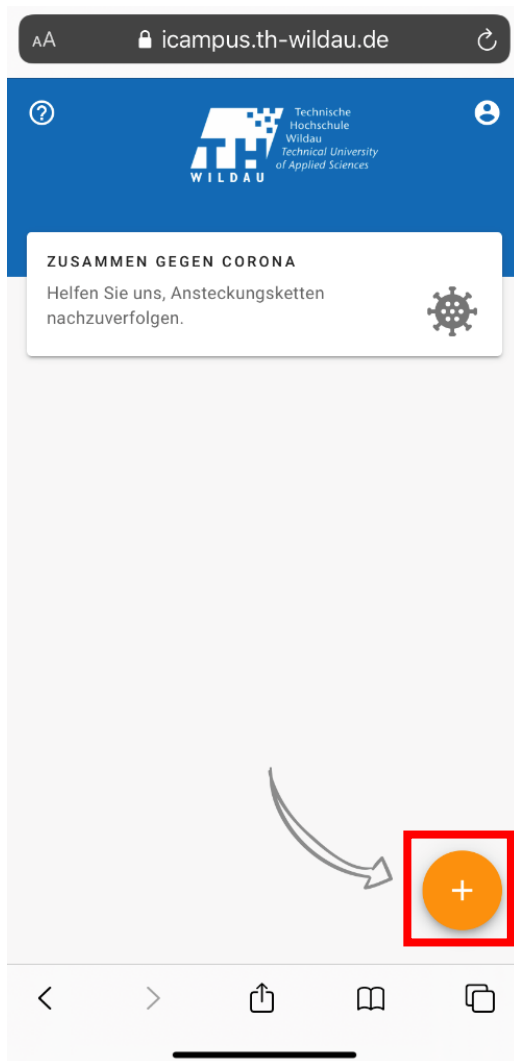 AA icampus.th-wildau.de
Technische
Hochschule
Wildau
Technical University
of Applied Sciences
TH
WILDAU
ZUSAMMEN GEGEN CORONA
Helfen Sie uns, Ansteckungsketten
nachzuverfolgen.